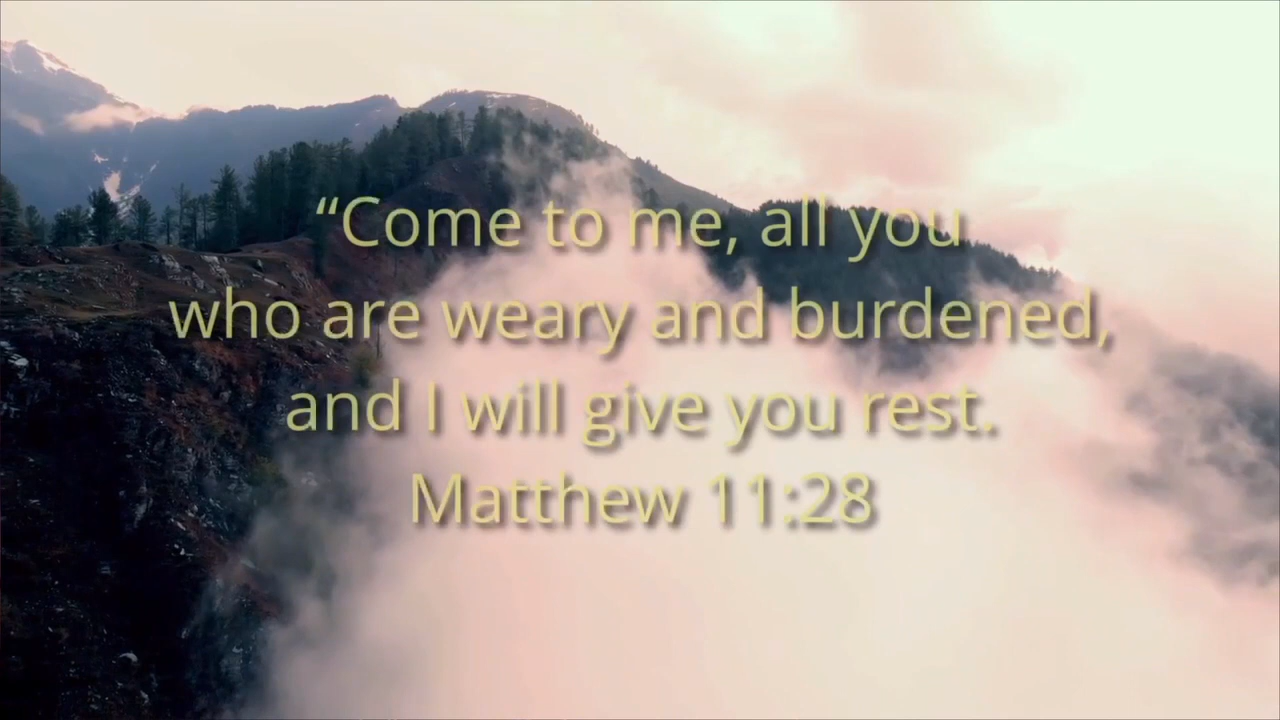 “Come to me, all you
who are weary and burdened,
and I will give you rest.
Matthew 11:28